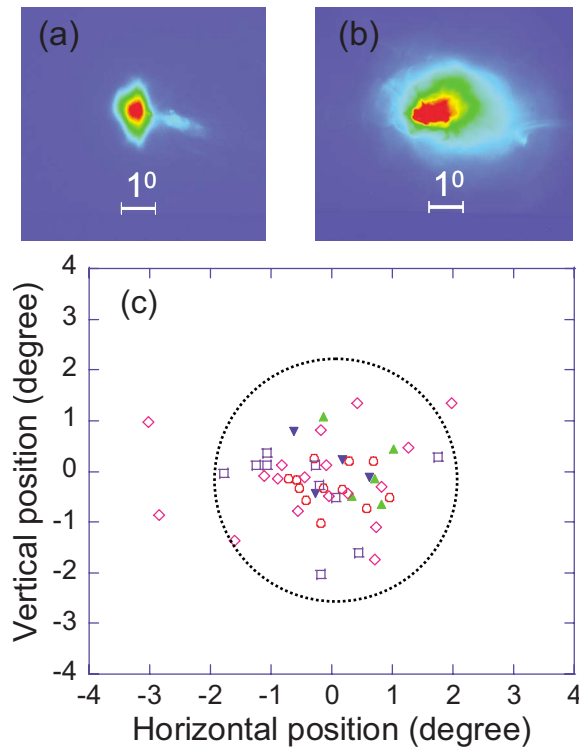 (a)
(b)
1⁰
1⁰
(c)
4
3
2
1
0
-1
-2
-3
-4
Vertical position (degree)
-4 -3 -2 -1 0 1 2 3 4
Horizontal position (degree)